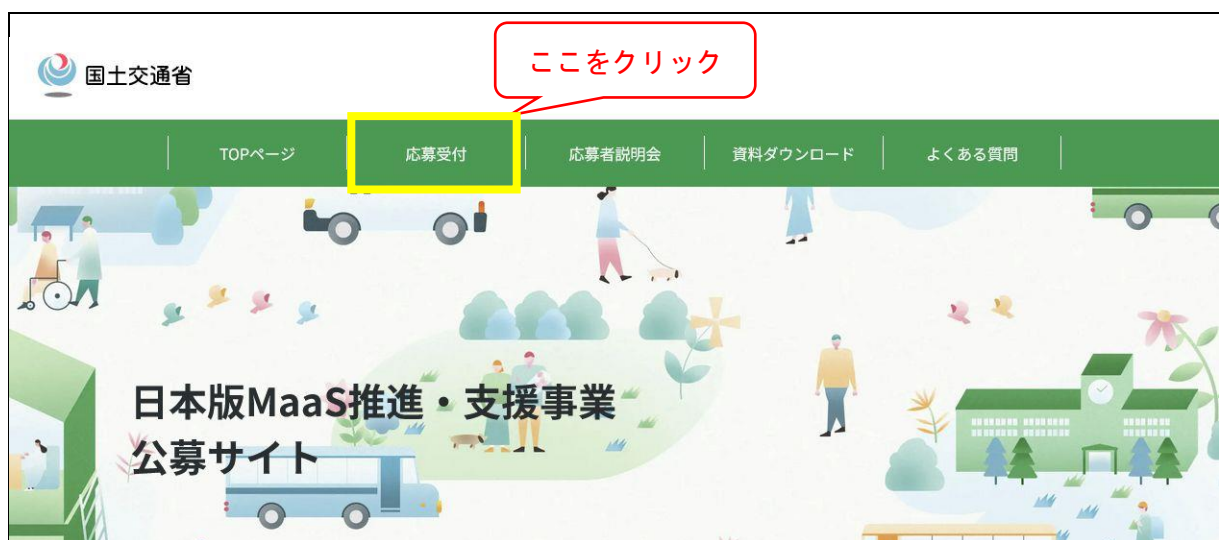 ここをクリック
国土交通省
TOPページ
応募受付
応募者説明会
資料ダウンロード
よくある質問
日本版MaaS推進・支援事業
公募サイト